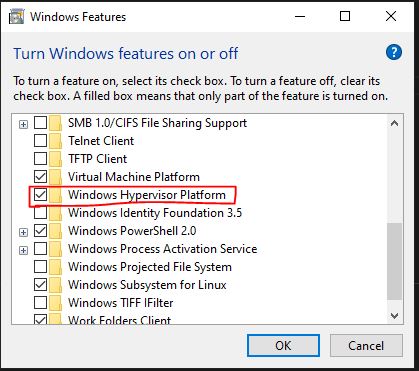 Windows Features
Turn Windows features on or off
?
To turn a feature on, select its check box. To turn a feature off, clear its
check box. A filled box means that only part of the feature is turned on.
SMB 1.0/CIFS File Sharing Support
Telnet Client
TFTP Client
Virtual Machine Platform
Windows Hypervisor Platform
Windows Identity Foundation 3.5
Windows PowerShell 2.0
Windows Process Activation Service
Windows Projected File System
Windows Subsystem for Linux
Windows TIFF IFilter
Work Folders Client
OK
Cancel